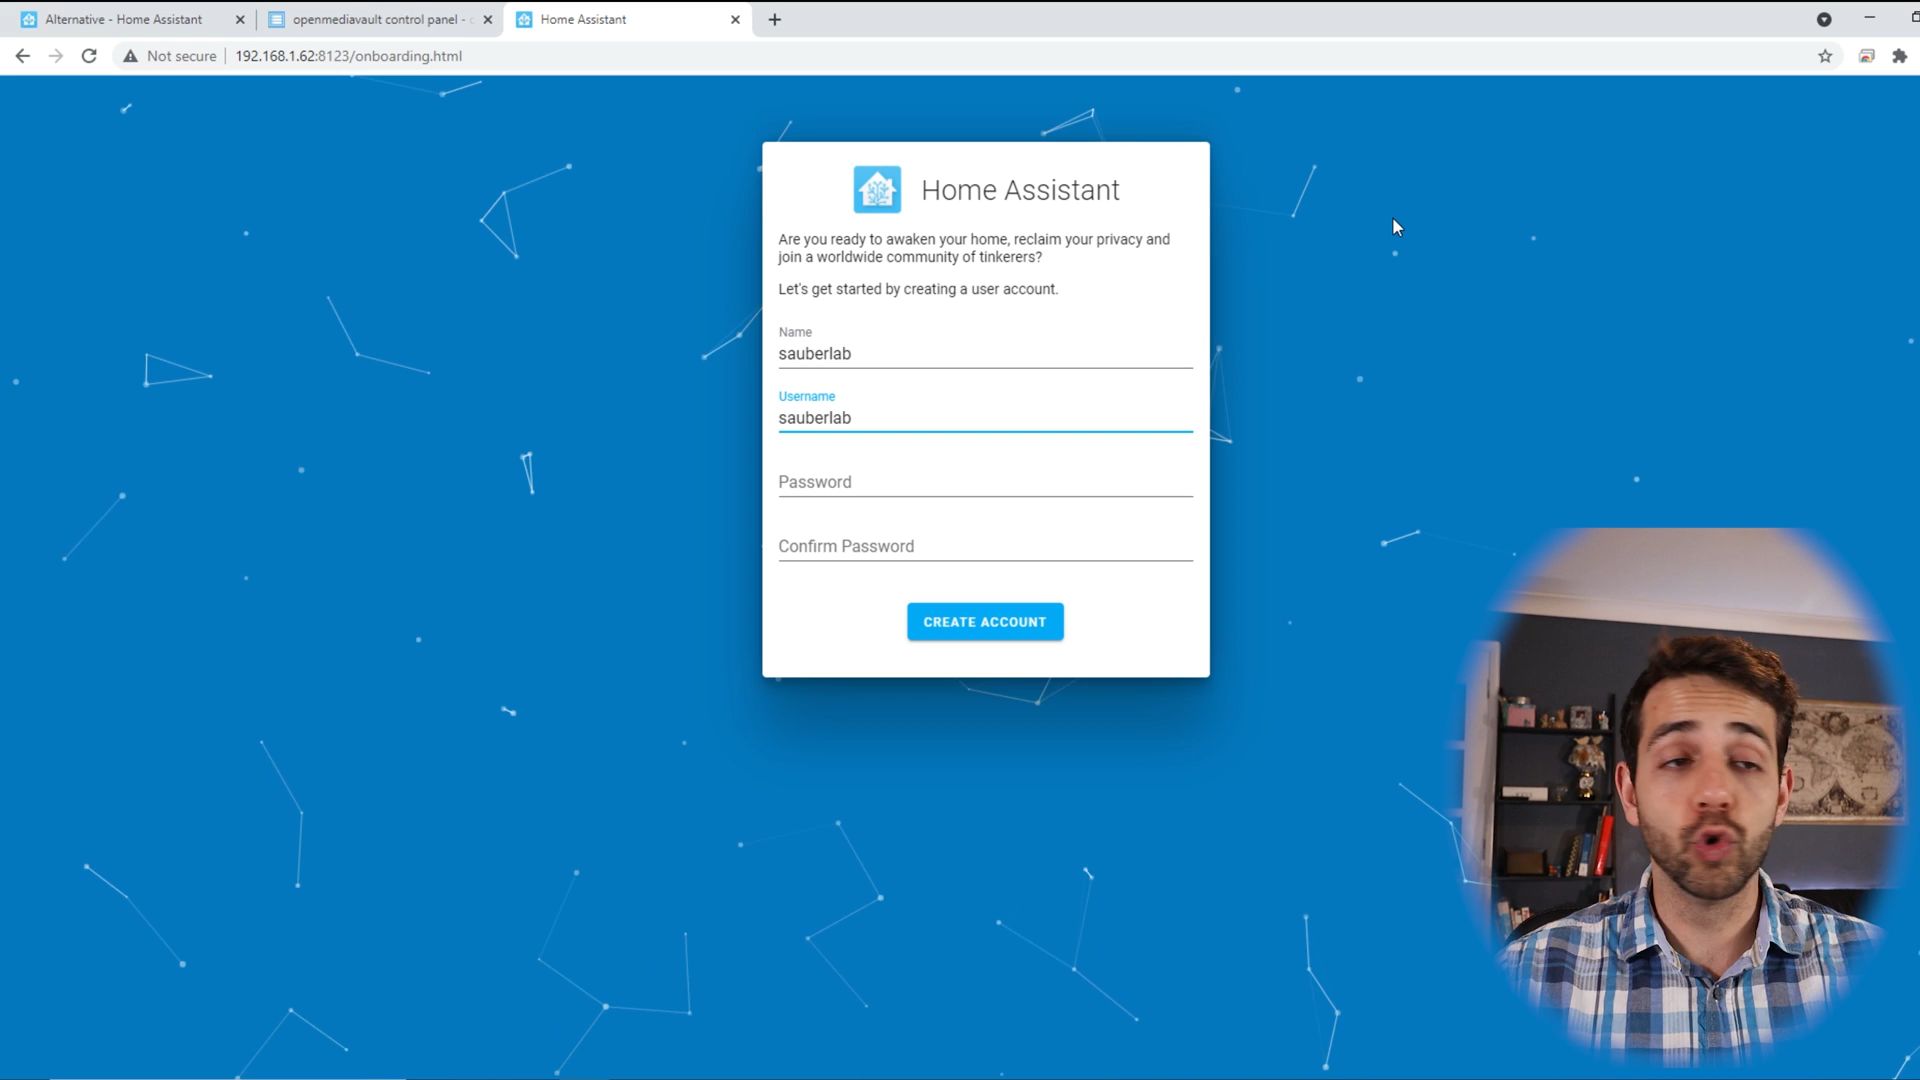 Alternative - Home Assistant
openmediavault control panel -
Home Assistant
Not secure
192.168.1.62:8123/onboarding.html
Home Assistant
Are you ready to awaken your home, reclaim your privacy and
join a worldwide community of tinkerers?
Let's get started by creating a user account.
Name
sauberlab
Username
sauberlab
Password
Confirm Password
CREATE ACCOUNT